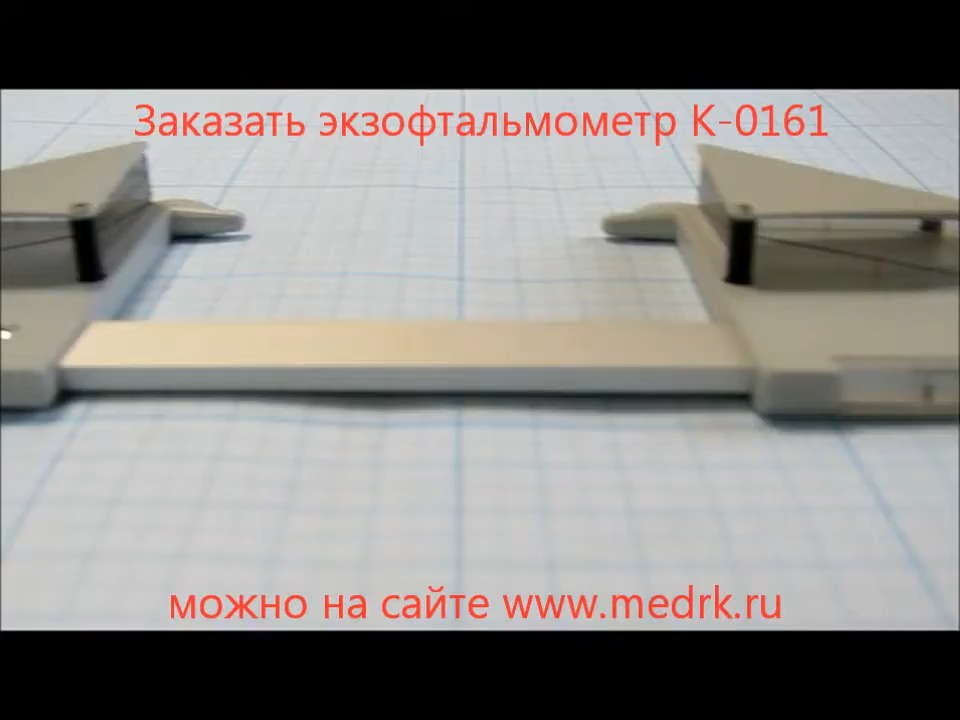 Заказать экзофтальмометр К-0161
можно на сайте www.medrk.ru